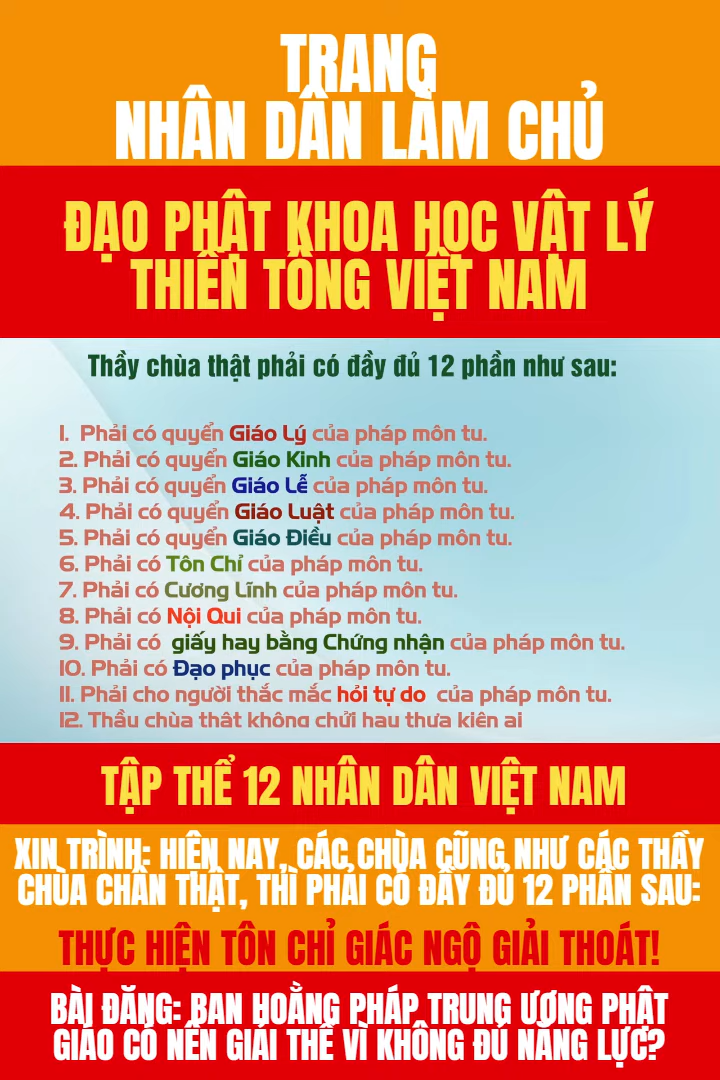 TRANG
NHÂN DÂN LÀM CHỦ
ĐẠO PHẬT KHOA HỌC VẬT LÝ
THIỀN TÔNG VIỆT NAM
Thầy chùa thật phải có đầy đủ 12 phần như sau:
1. Phải có quyển Giáo Lý của pháp môn tu.
2. Phải có quyển Giáo Kinh của pháp môn tu.
3. Phải có quyển Giáo Lễ của pháp môn tu.
4. Phải có quyển Giáo Luật của pháp môn tu.
5. Phải có quyển Giáo Điều của pháp môn tu.
6. Phải có Tôn Chỉ của pháp môn tu.
7. Phải có Cương Lĩnh của pháp môn tu.
8. Phải có Nội Qui của pháp môn tu.
9. Phải có giấy hay bằng Chứng nhận của pháp môn tu.
10. Phải có Đạo phục của pháp môn tu.
11. Phải cho người thắc mắc hỏi tự do của pháp môn tu.
12. Thầy chùa thật không chửi hay thưa kiện ai
TẬP THỂ 12 NHÂN DÂN VIỆT NAM
XIN TRÌNH: HIỆN NAY, CÁC CHÙA CŨNG NHƯ CÁC THẦY
CHÙA CHÂN THẬT, THÌ PHẢI CÓ ĐẦY ĐỦ 12 PHẦN SAU:
THỰC HIỆN TÔN CHỈ GIÁC NGỘ GIẢI THOÁT!
BÀI ĐĂNG: BAN HOẰNG PHÁP TRUNG ƯƠNG PHẬT
GIÁO CÓ NÊN GIẢI THỂ VÌ KHÔNG ĐỦ NĂNG LỰC?